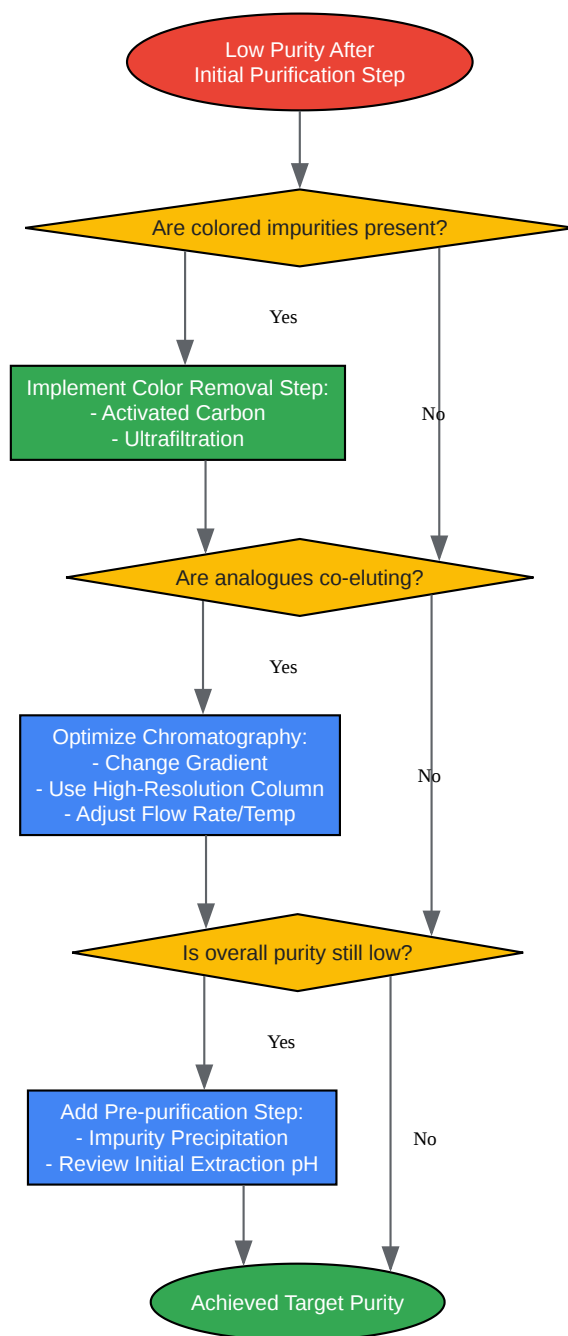 Low Purity After
Initial Purification Step
Are colored impurities present?
Yes
Implement Color Removal Step:
- Activated Carbon
- Ultrafiltration
No
Are analogues co-eluting?
Yes
Optimize Chromatography:
- Change Gradient
- Use High-Resolution Column
- Adjust Flow Rate/Temp
No
Is overall purity still low?
Yes
Add Pre-purification Step:
- Impurity Precipitation
- Review Initial Extraction pH
No
Achieved Target Purity